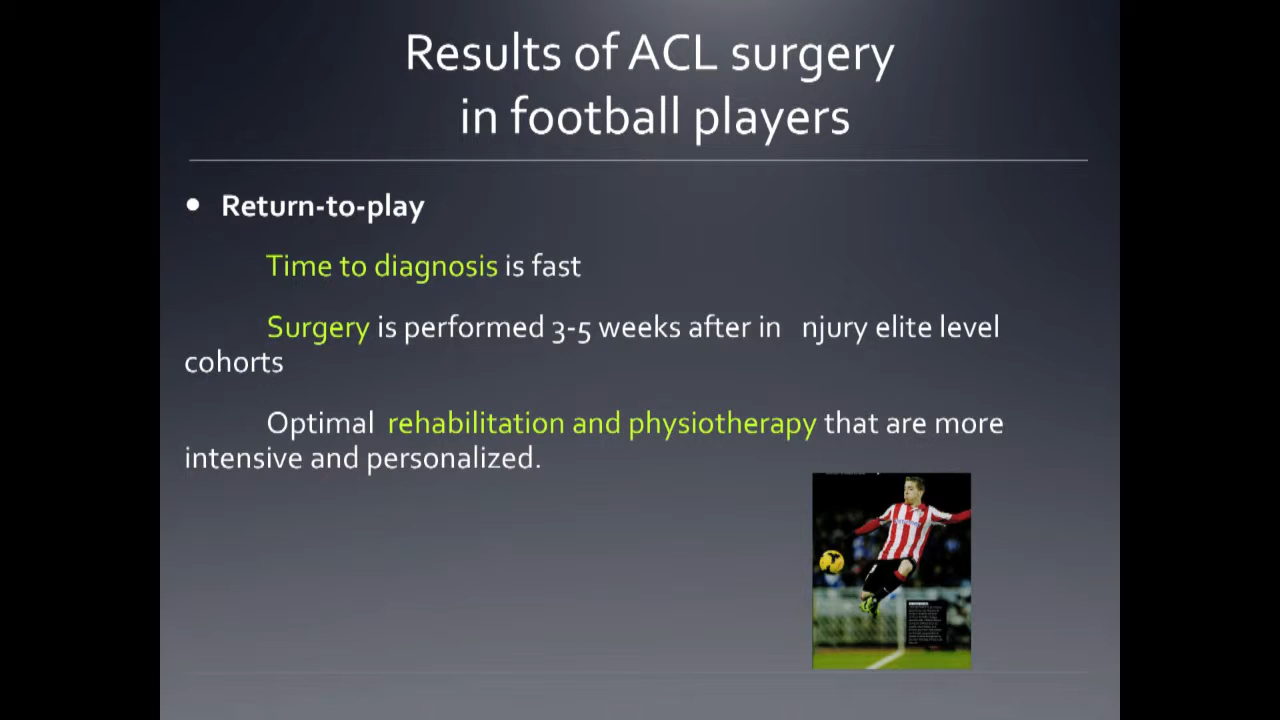 Results of ACL surgery
in football players
• Return-to-play
Time to diagnosis is fast
Surgery is performed 3-5 weeks after in njury elite level
cohorts
Optimal rehabilitation and physiotherapy that are more
intensive and personalized.